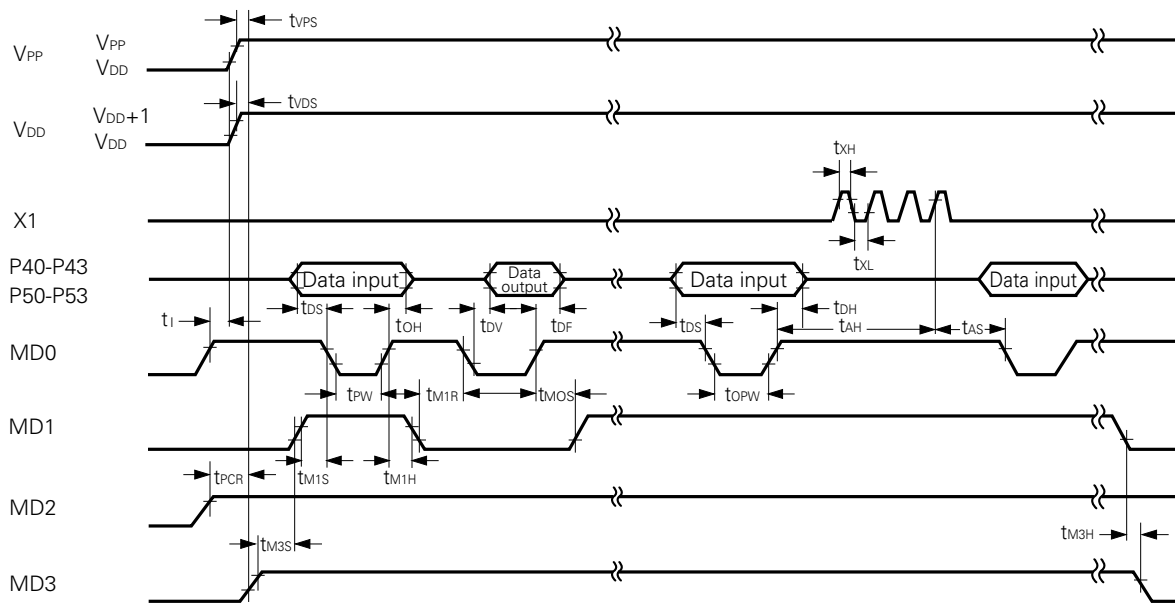 tVPS
VPP VPP
VDD
tVDS
VDD VDD+1
VDD
tXH
X1
tXL
P40-P43
P50-P53
Data input
Data
output
Data input
Data input
tI
tDS
tOH
tDV
tDF
tDS
tDH
tAH
tAS
MD0
tPW
tM1R
tMOS
tOPW
MD1
tPCR
tM1S
tM1H
MD2
tM3S
tM3H
MD3